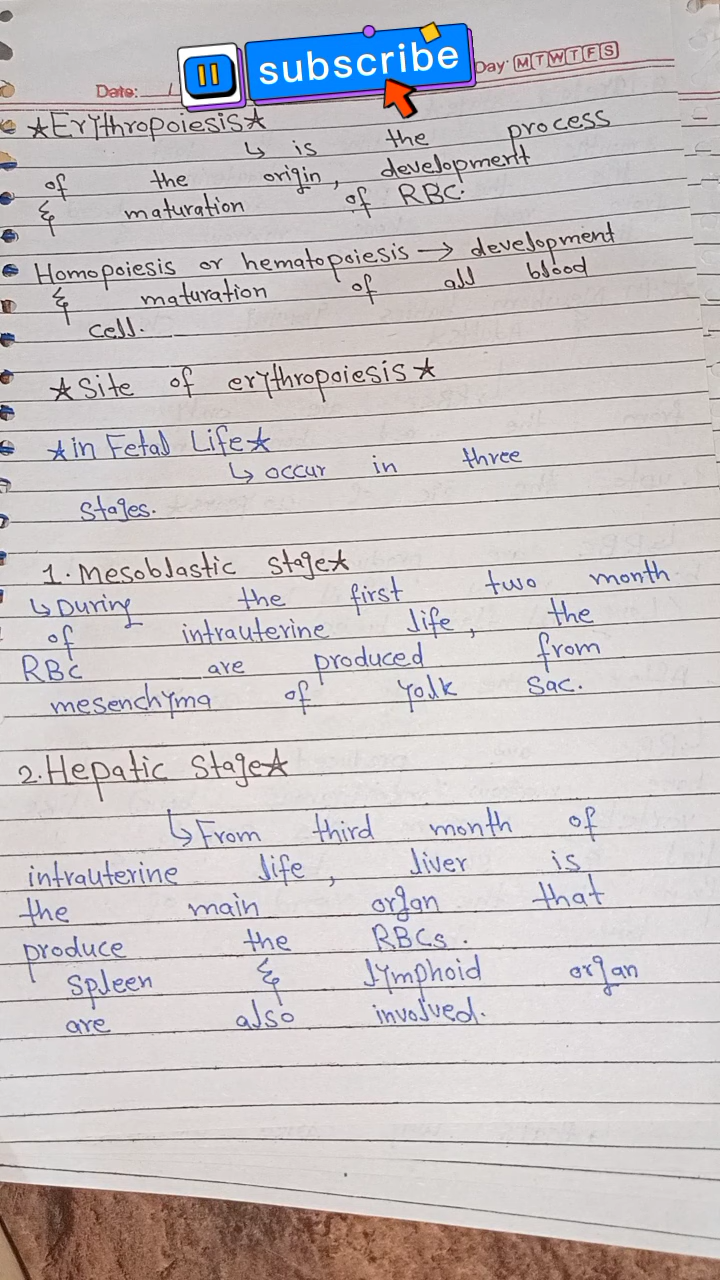 subscribe
Date: / Day: M T W T F S
★Erythropoiesis★
↳ is the process
of the origin, development
& maturation of RBC.
Homopoiesis or hematopoiesis → development
& maturation of all blood
cell.
★Site of erythropoiesis★
★in Fetal Life★
↳ occur in three
stages.
1. Mesoblastic stage★
↳ During the first two month
of intrauterine life, the
RBC are produced from
mesenchyma of yolk sac.
2. Hepatic Stage★
↳ From third month of
intrauterine life, liver is
the main organ that
produce the RBCs.
Spleen & lymphoid organ
are also involved.